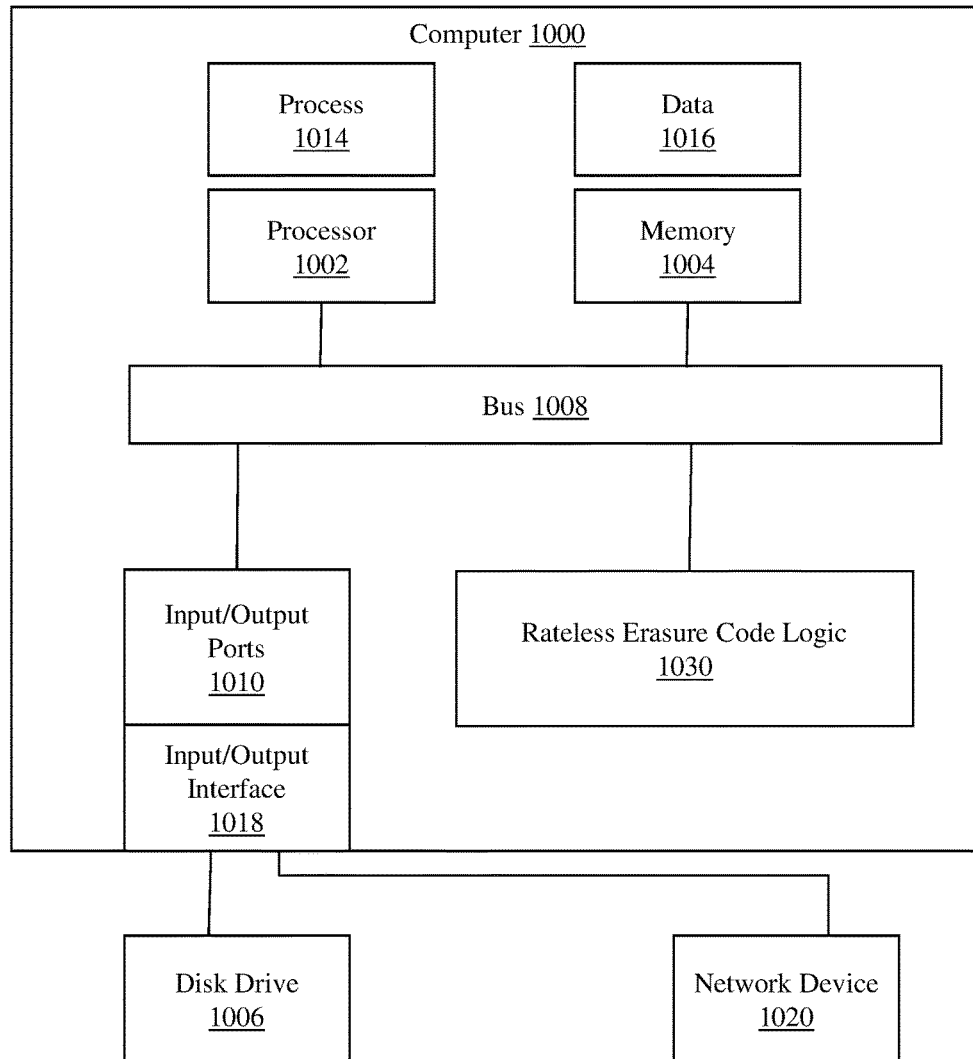 Computer 1000
Process
1014
Data
1016
Processor
1002
Memory
1004
Bus 1008
Input/Output
Ports
1010
Rateless Erasure Code Logic
1030
Input/Output
Interface
1018
Disk Drive
1006
Network Device
1020